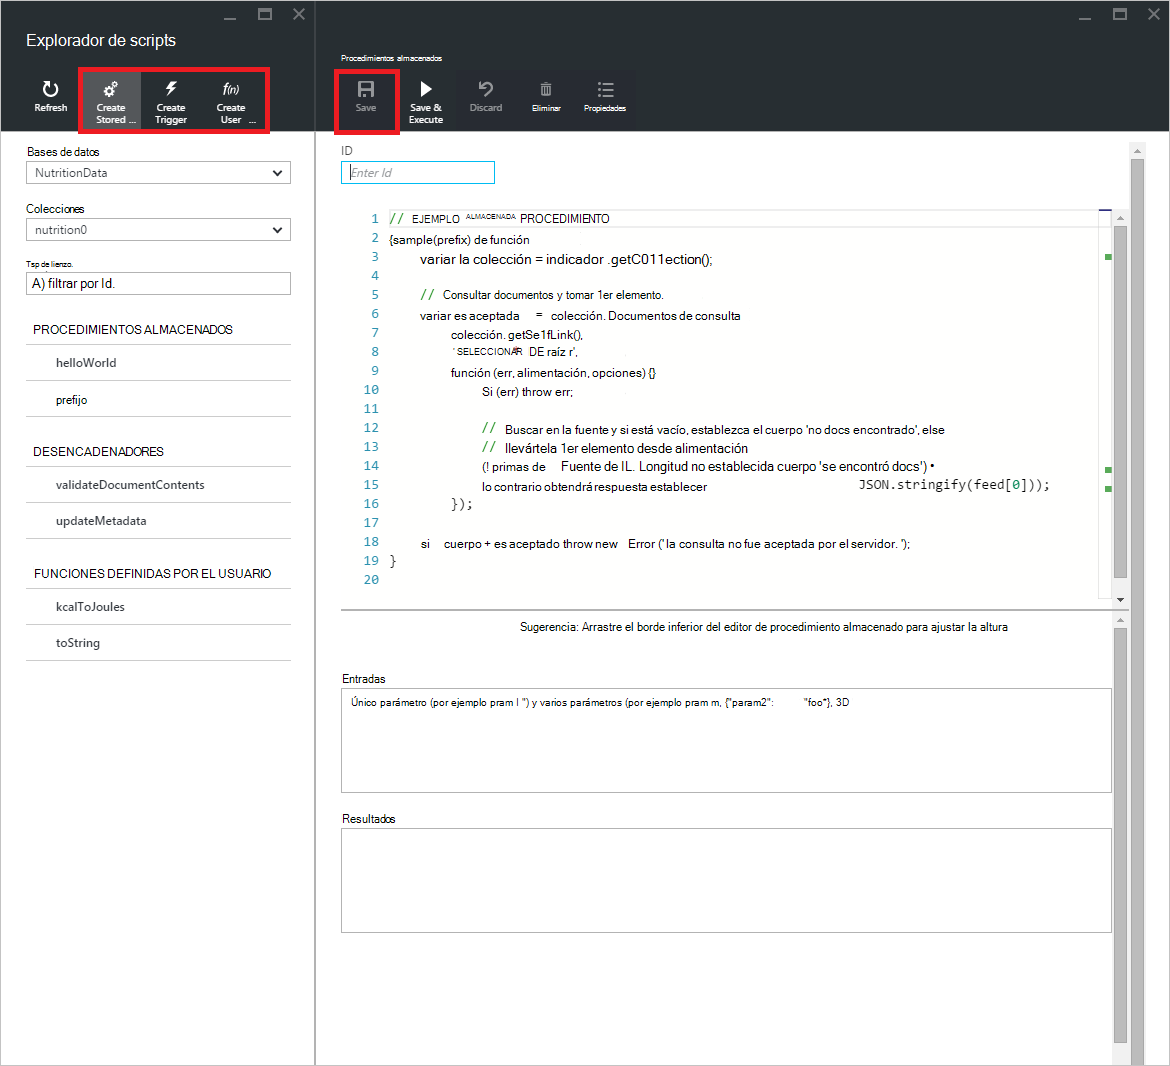 Explorador de scripts
Refresh
Create Stored ...
Create Trigger
f(n)
Create User ...
Bases de datos
NutritionData
Colecciones
nutrition0
Tsp de lienzo.
A) filtrar por Id.
PROCEDIMIENTOS ALMACENADOS
helloWorld
prefijo
DESENCADENADORES
validateDocumentContents
updateMetadata
FUNCIONES DEFINIDAS POR EL USUARIO
kcalToJoules
toString
Procedimientos almacenados
Save
Save & Execute
Discard
Eliminar
Propiedades
ID
Enter Id
1 // EJEMPLO ALMACENADA PROCEDIMIENTO
2 {sample(prefix) de función
3 variar la colección = indicador .getC011ection();
4
5 // Consultar documentos y tomar 1er elemento.
6 variar es aceptada = colección. Documentos de consulta
7 colección. getSe1fLink(),
8 'SELECCIONAR* DE raíz r',
9 función (err, alimentación, opciones) {}
10 Si (err) throw err;
11
12 // Buscar en la fuente y si está vacío, establezca el cuerpo 'no docs encontrado', else
13 // llevártela 1er elemento desde alimentación
14 (! primas de Fuente de IL. Longitud no establecida cuerpo 'se encontró docs') •
15 lo contrario obtendrá respuesta establecer JSON.stringify(feed[0]));
16 });
17
18 si cuerpo + es aceptado throw new Error ('la consulta no fue aceptada por el servidor. ');
19 }
20
Sugerencia: Arrastre el borde inferior del editor de procedimiento almacenado para ajustar la altura
Entradas
Único parámetro (por ejemplo pram I ") y varios parámetros (por ejemplo pram m, {"param2": "foo*}, 3D
Resultados